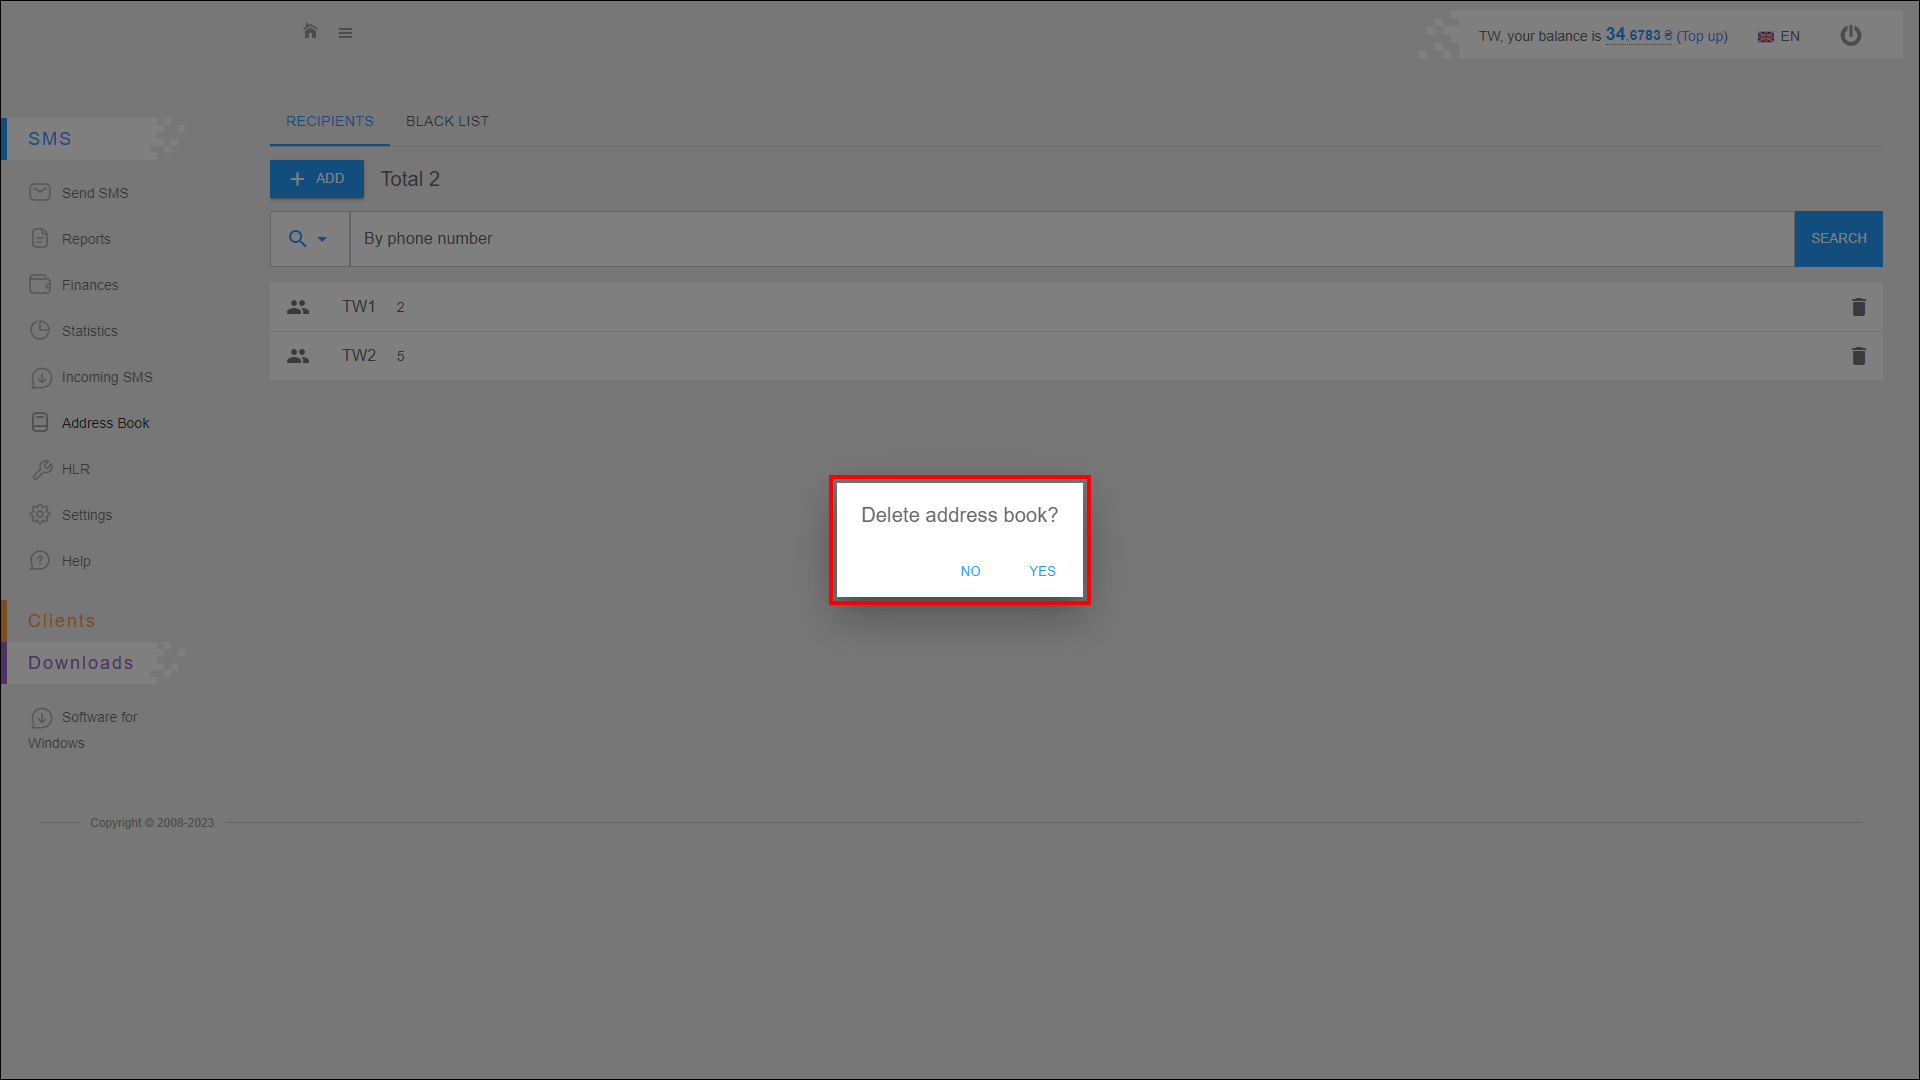 TW, your balance is 34,6783 ₴ (Top up)
EN
SMS
Send SMS
Reports
Finances
Statistics
Incoming SMS
Address Book
HLR
Settings
Help
Clients
Downloads
Software for
Windows
RECIPIENTS
BLACK LIST
ADD
Total 2
By phone number
SEARCH
TW1 2
TW2 5
Delete address book?
NO
YES
Copyright © 2008-2023